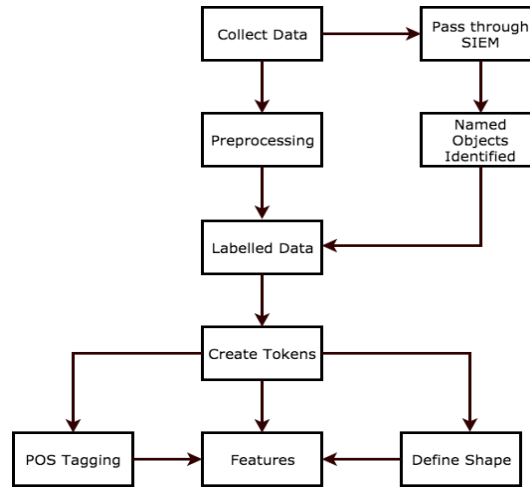 Collect Data
Pass through
SIEM
Preprocessing
Named
Objects
Identified
Labelled Data
Create Tokens
POS Tagging
Features
Define Shape